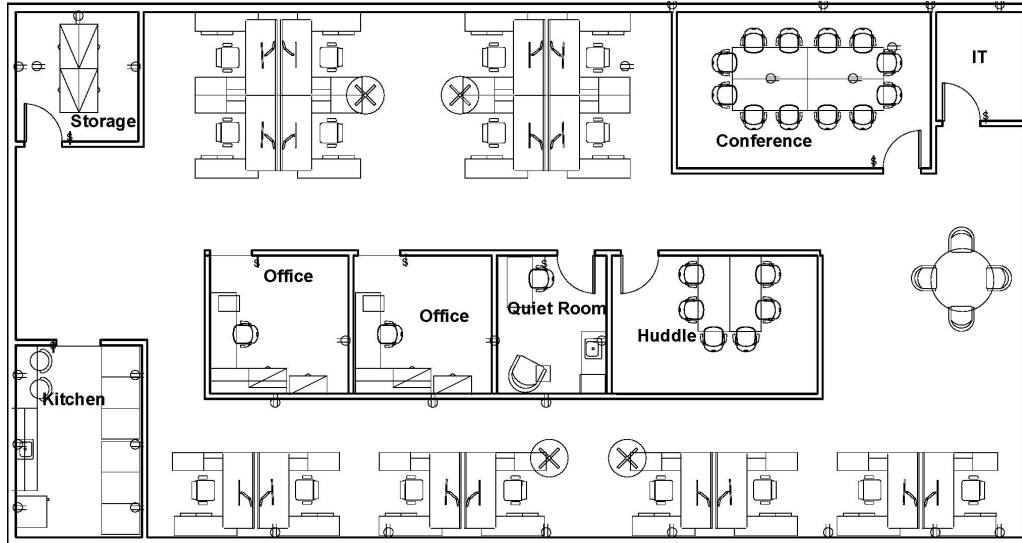 IT
Storage
Conference
Office
Office
Quiet Room
Huddle
Kitchen